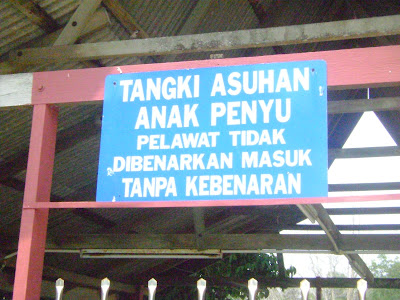 TANGKI ASUHAN
ANAK PENYU
PELAWAT TIDAK
DIBENARKAN MASUK
TANPA KEBENARAN